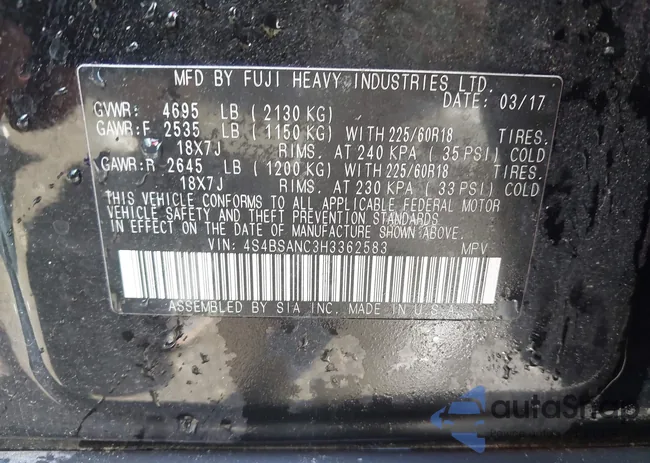 MFD BY FUJI HEAVY INDUSTRIES LTD.
DATE: 03/17
GVWR: 4695 LB (2130 KG)
GAWR:F 2535 LB (1150 KG) WITH 225/60R18 TIRES.
18X7J RIMS. AT 240 KPA (35 PSI) COLD
GAWR:R 2645 LB (1200 KG) WITH 225/60R18 TIRES.
18X7J RIMS. AT 230 KPA (33 PSI) COLD
THIS VEHICLE CONFORMS TO ALL APPLICABLE FEDERAL MOTOR
VEHICLE SAFETY AND THEFT PREVENTION STANDARDS
IN EFFECT ON THE DATE OF MANUFACTURE SHOWN ABOVE.
VIN: 4S4BSANC3H3362583 MPV
ASSEMBLED BY SIA INC. MADE IN U.S.A.
autoSnap